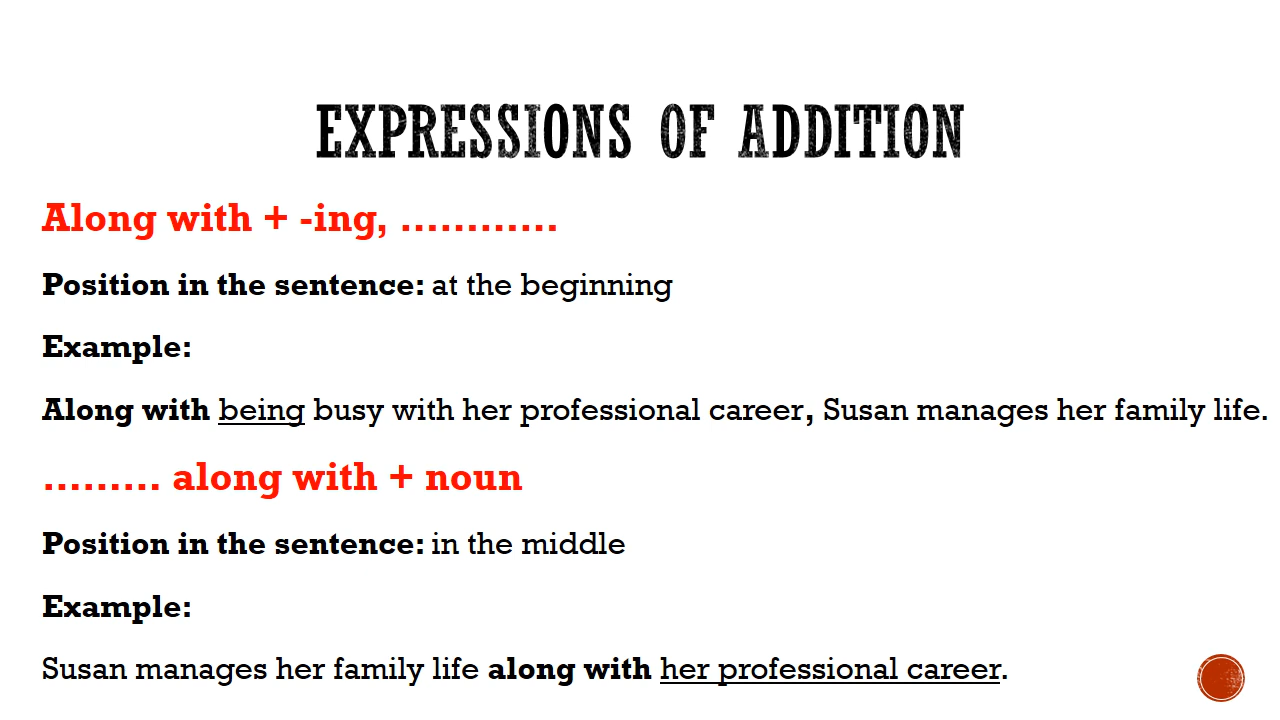 EXPRESSIONS OF ADDITION
Along with + -ing, ............
Position in the sentence: at the beginning
Example:
Along with being busy with her professional career, Susan manages her family life.
......... along with + noun
Position in the sentence: in the middle
Example:
Susan manages her family life along with her professional career.